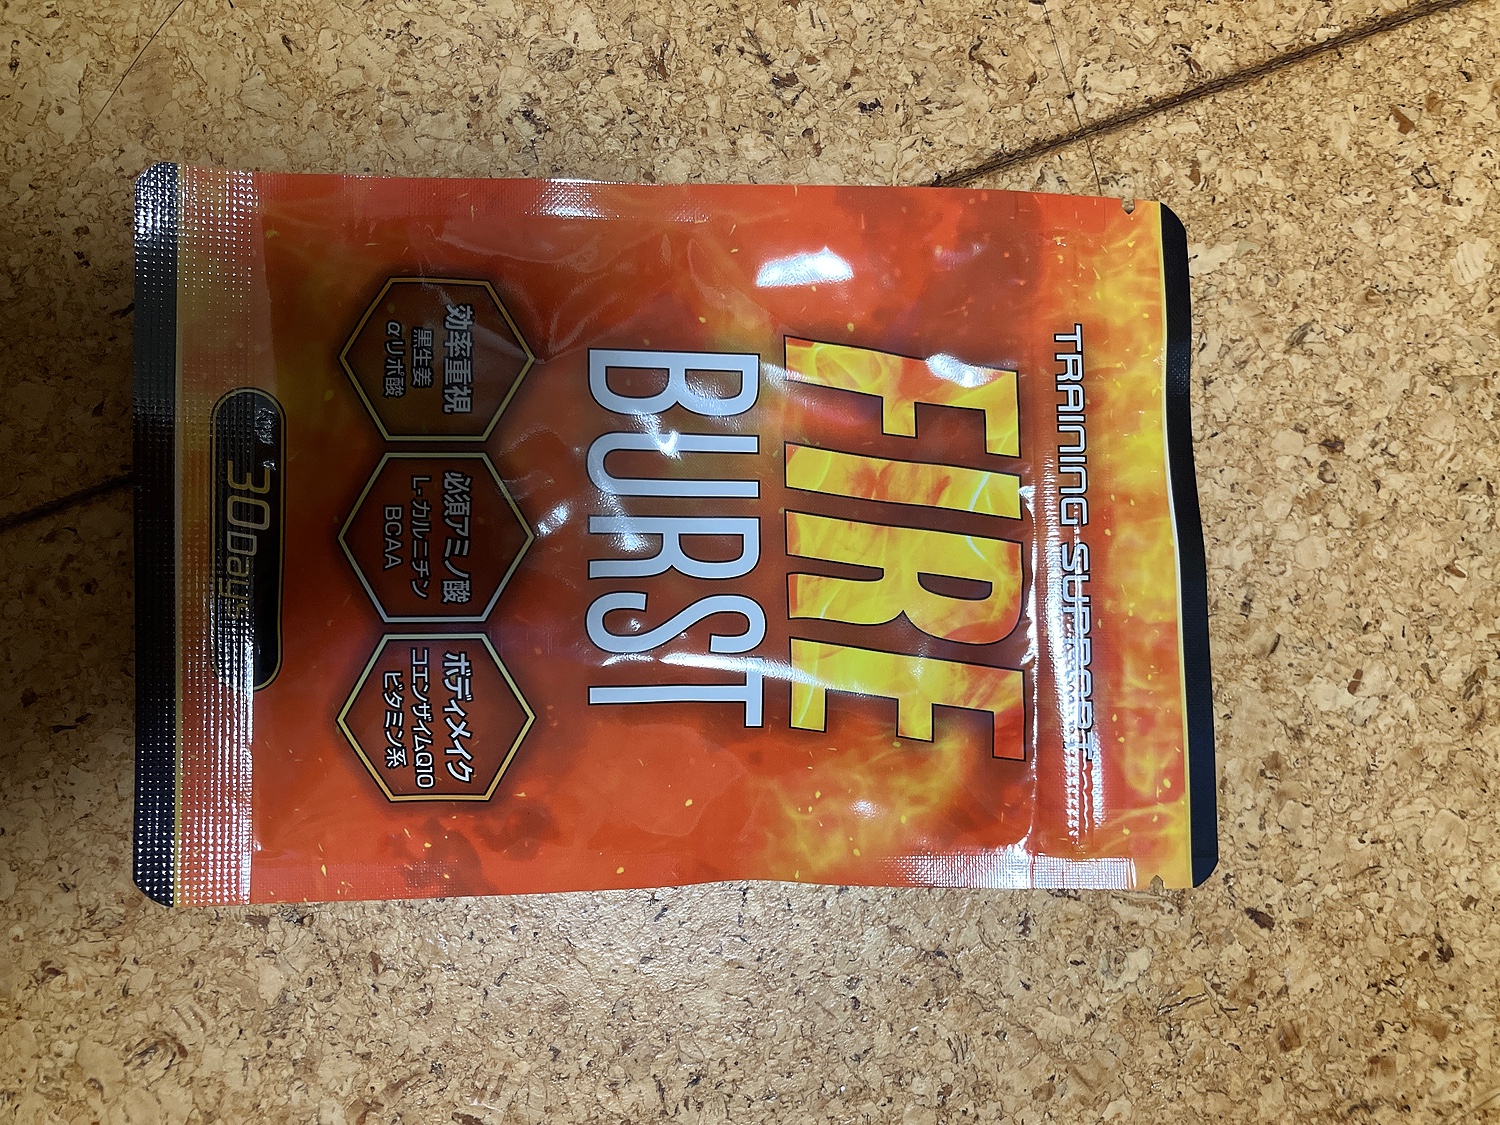 TRAINING SUPPORT
FIRE
BURST
効率重視
黒生姜
αリポ酸
必須アミノ酸
L-カルニチン
BCAA
ボディメイク
コエンザイムQ10
ビタミン系
for 30Days